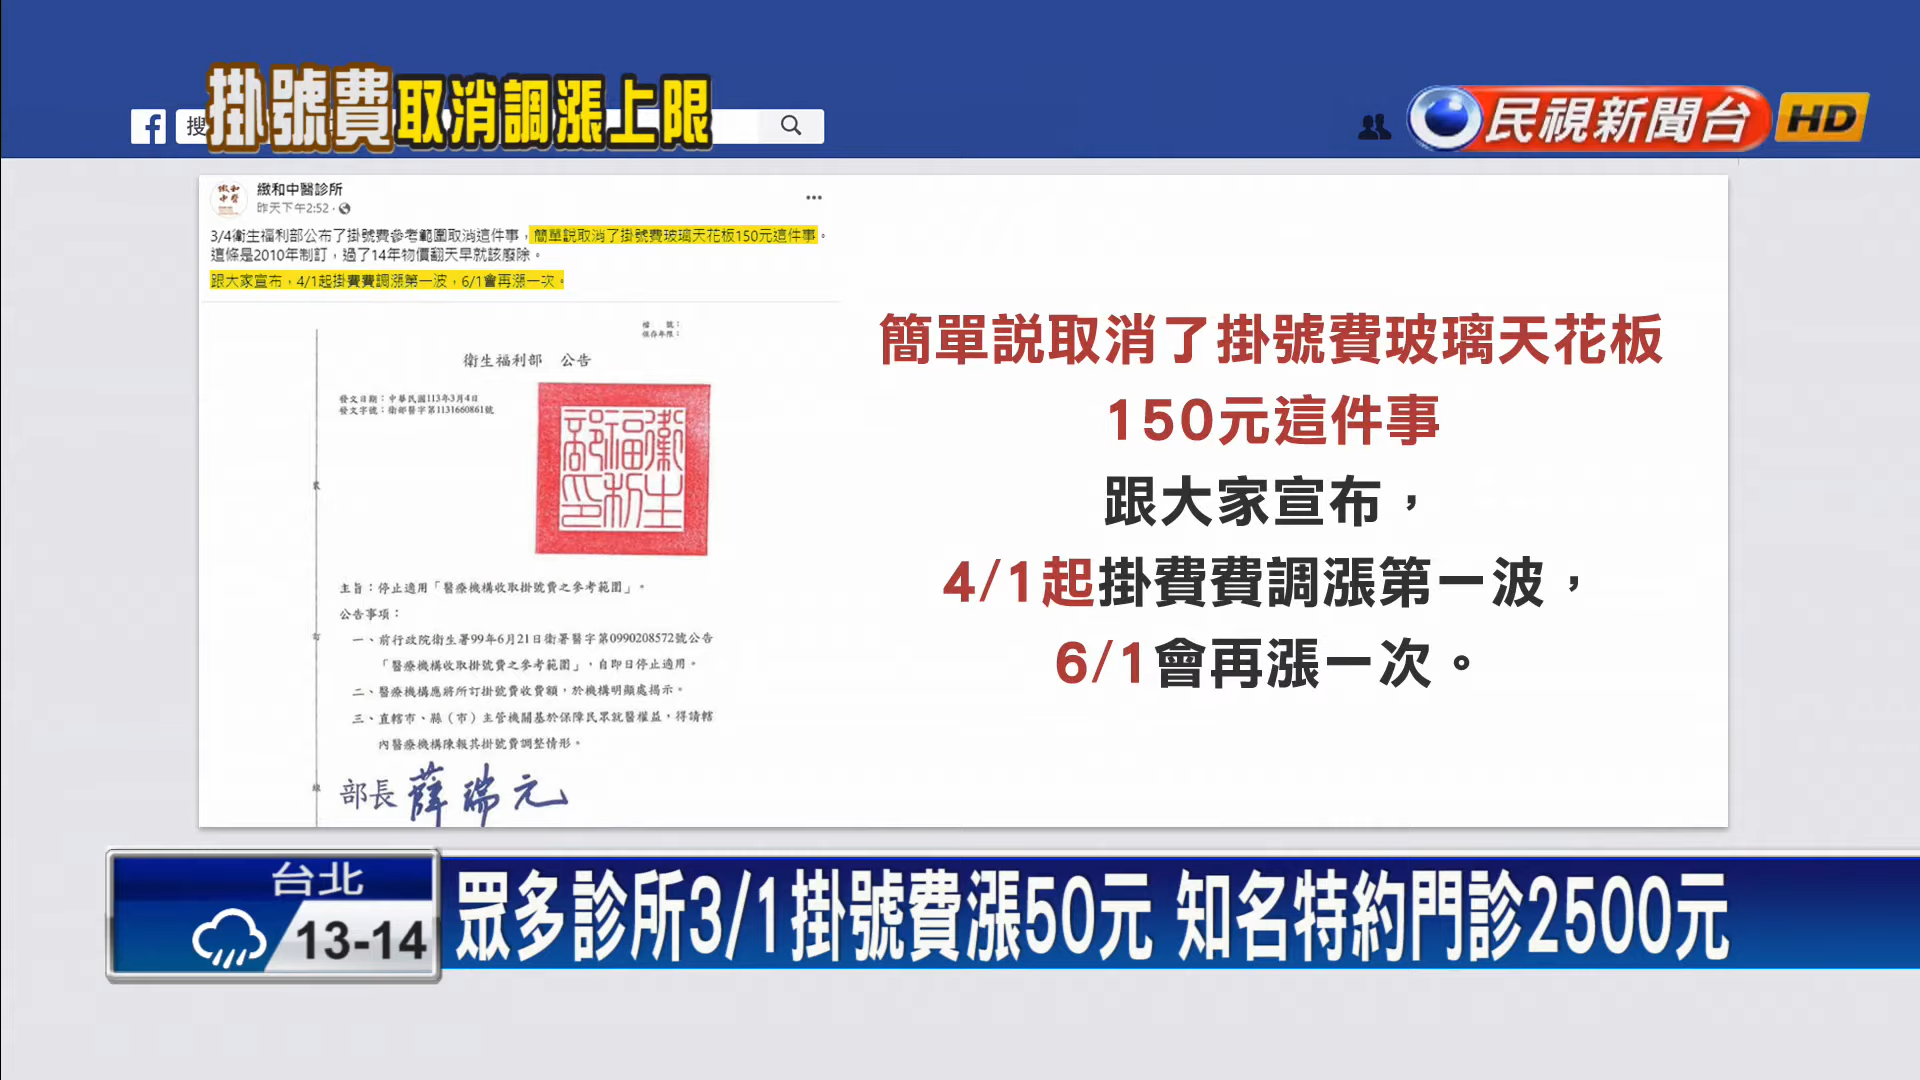 掛號費取消調漲上限
搜
民視新聞台 HD
緻和中醫診所
昨天下午2:52
3/4衛生福利部公布了掛號費參考範圍取消這件事，簡單說取消了掛號費玻璃天花板150元這件事。
這條是2010年制訂，過了14年物價翻天早就該廢除。
跟大家宣布，4/1起掛費費調漲第一波，6/1會再漲一次。
檔　號：
保存年限：
衛生福利部　公告
發文日期：中華民國113年3月4日
發文字號：衛部醫字第1131660861號
衛生福利部印
主旨：停止適用「醫療機構收取掛號費之參考範圍」。
公告事項：
一、前行政院衛生署99年6月21日衛署醫字第0990208572號公告
「醫療機構收取掛號費之參考範圍」，自即日停止適用。
二、醫療機構應將所訂掛號費收費額，於機構明顯處揭示。
三、直轄市、縣（市）主管機關基於保障民眾就醫權益，得請轄
內醫療機構陳報其掛號費調整情形。
部長 薛瑞元
裝
訂
線
簡單説取消了掛號費玻璃天花板
150元這件事
跟大家宣布，
4/1起掛費費調漲第一波，
6/1會再漲一次。
台北
13-14
眾多診所3/1掛號費漲50元 知名特約門診2500元